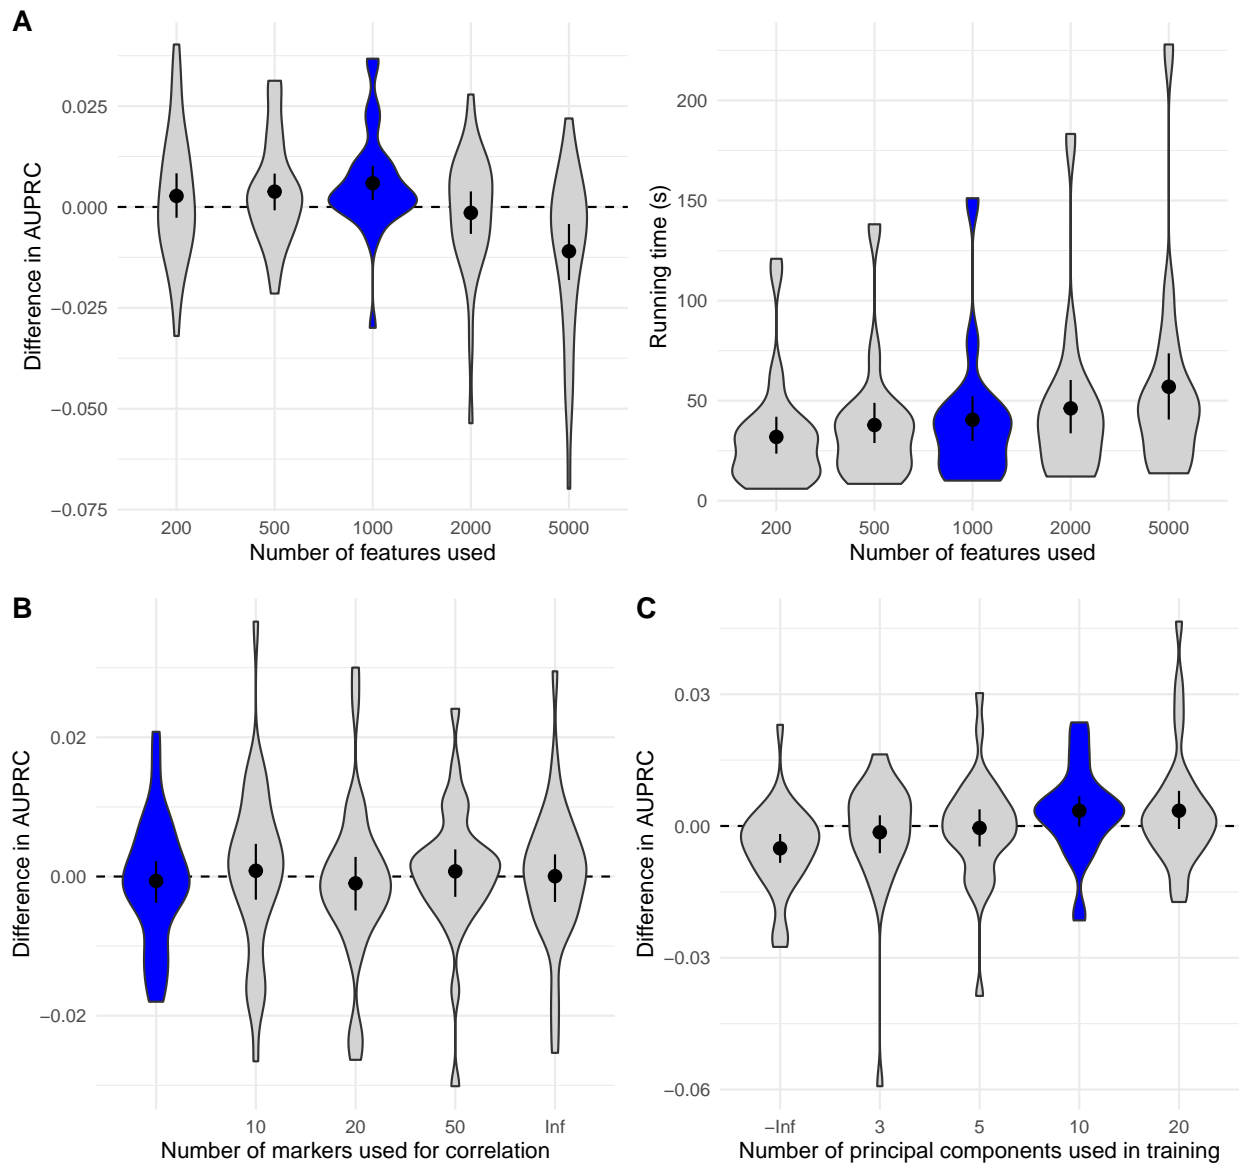 A
Difference in AUPRC
0.025
0.000
−0.025
−0.050
−0.075
200 500 1000 2000 5000
Number of features used
Running time (s)
200
150
100
50
0
200 500 1000 2000 5000
Number of features used
B
Difference in AUPRC
0.02
0.00
−0.02
10 20 50 Inf
Number of markers used for correlation
C
Difference in AUPRC
0.03
0.00
−0.03
−0.06
−Inf 3 5 10 20
Number of principal components used in training